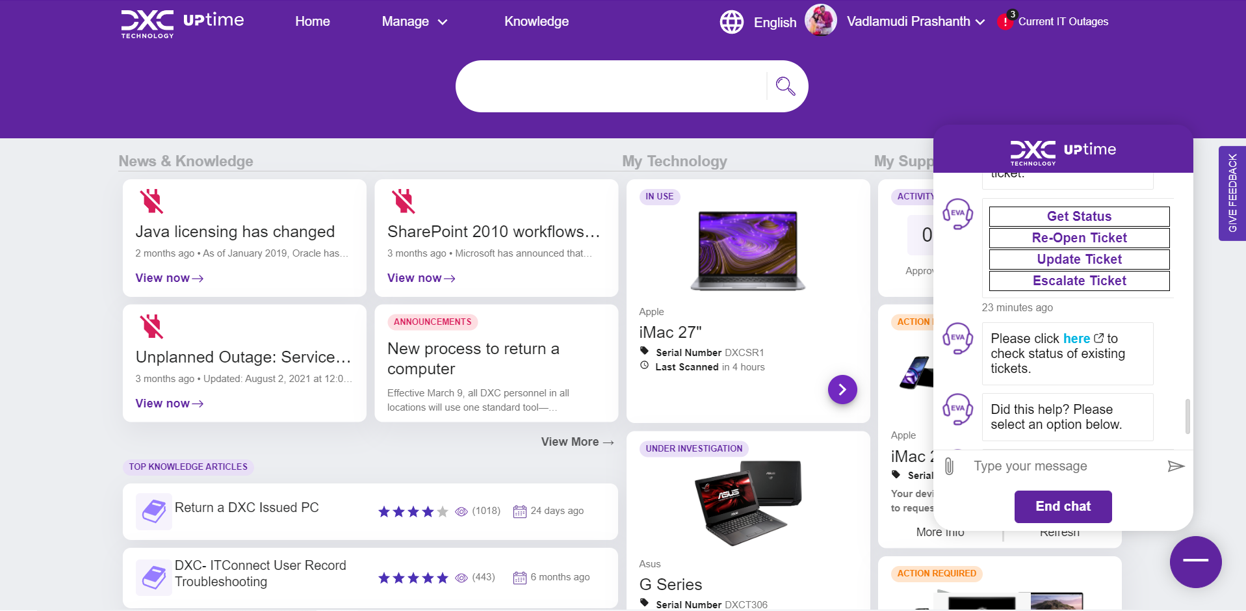 DXC TECHNOLOGY UPtime
Home
Manage
Knowledge
English
Vadlamudi Prashanth
3
Current IT Outages
News & Knowledge
Java licensing has changed
2 months ago • As of January 2019, Oracle has...
View now
SharePoint 2010 workflows...
3 months ago • Microsoft has announced that...
View now
Unplanned Outage: Service...
3 months ago • Updated: August 2, 2021 at 12:0...
View now
ANNOUNCEMENTS
New process to return a
computer
Effective March 9, all DXC personnel in all
locations will use one standard tool—...
View More
TOP KNOWLEDGE ARTICLES
Return a DXC Issued PC
(1018)
24 days ago
DXC- ITConnect User Record
Troubleshooting
(443)
6 months ago
My Technology
IN USE
Apple
iMac 27"
Serial Number DXCSR1
Last Scanned in 4 hours
UNDER INVESTIGATION
ASUS
Asus
G Series
Serial Number DXCT306
My Supp
ACTIVITY
0
Approv
ACTION
Apple
iMac 2
Seria
Your devi
to reques
More Info
Refresh
ACTION REQUIRED
DXC TECHNOLOGY UPtime
ticket.
EVA
Get Status
Re-Open Ticket
Update Ticket
Escalate Ticket
23 minutes ago
EVA
Please click here to
check status of existing
tickets.
EVA
Did this help? Please
select an option below.
Type your message
End chat
GIVE FEEDBACK